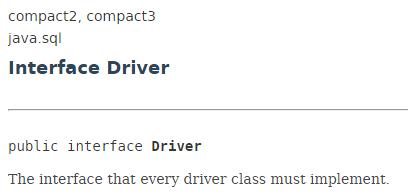 compact2, compact3
java.sql
Interface Driver
public interface Driver
The interface that every driver class must implement.